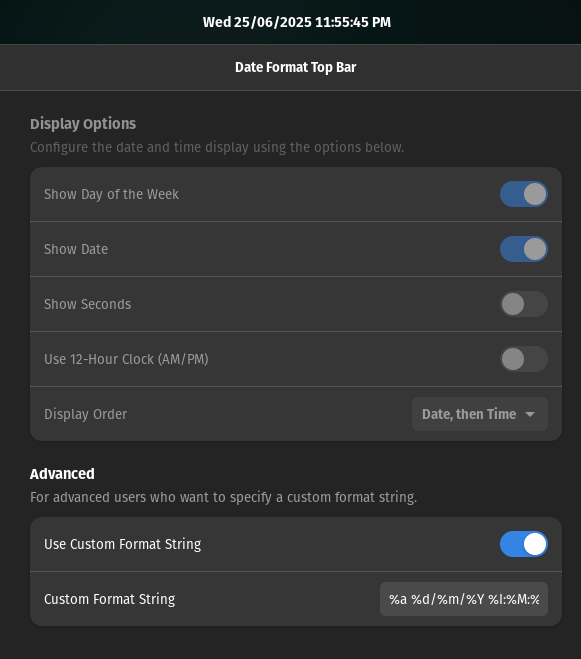 Wed 25/06/2025 11:55:45 PM
Date Format Top Bar
Display Options
Configure the date and time display using the options below.
Show Day of the Week
Show Date
Show Seconds
Use 12-Hour Clock (AM/PM)
Display Order
Date, then Time
Advanced
For advanced users who want to specify a custom format string.
Use Custom Format String
Custom Format String
%a %d/%m/%Y %I:%M:%